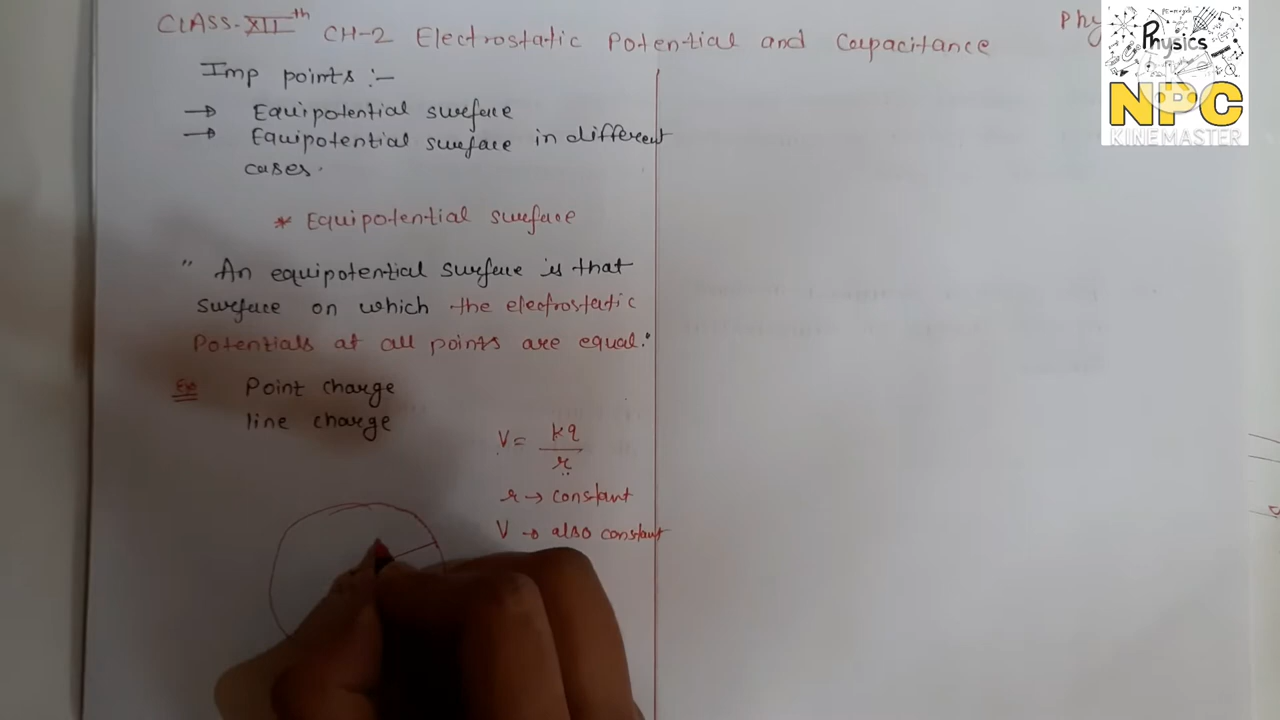 CLASS-XIIth CH-2 Electrostatic Potential and Capacitance
Phy
Physics
NPC
KINEMASTER
Imp points :-
→ Equipotential surface
→ Equipotential surface in different
cases.
* Equipotential surface
" An equipotential surface is that
surface on which the electrostatic
Potentials at all points are equal."
Ex Point charge
line charge
V = kq
r
r → constant
V → also constant